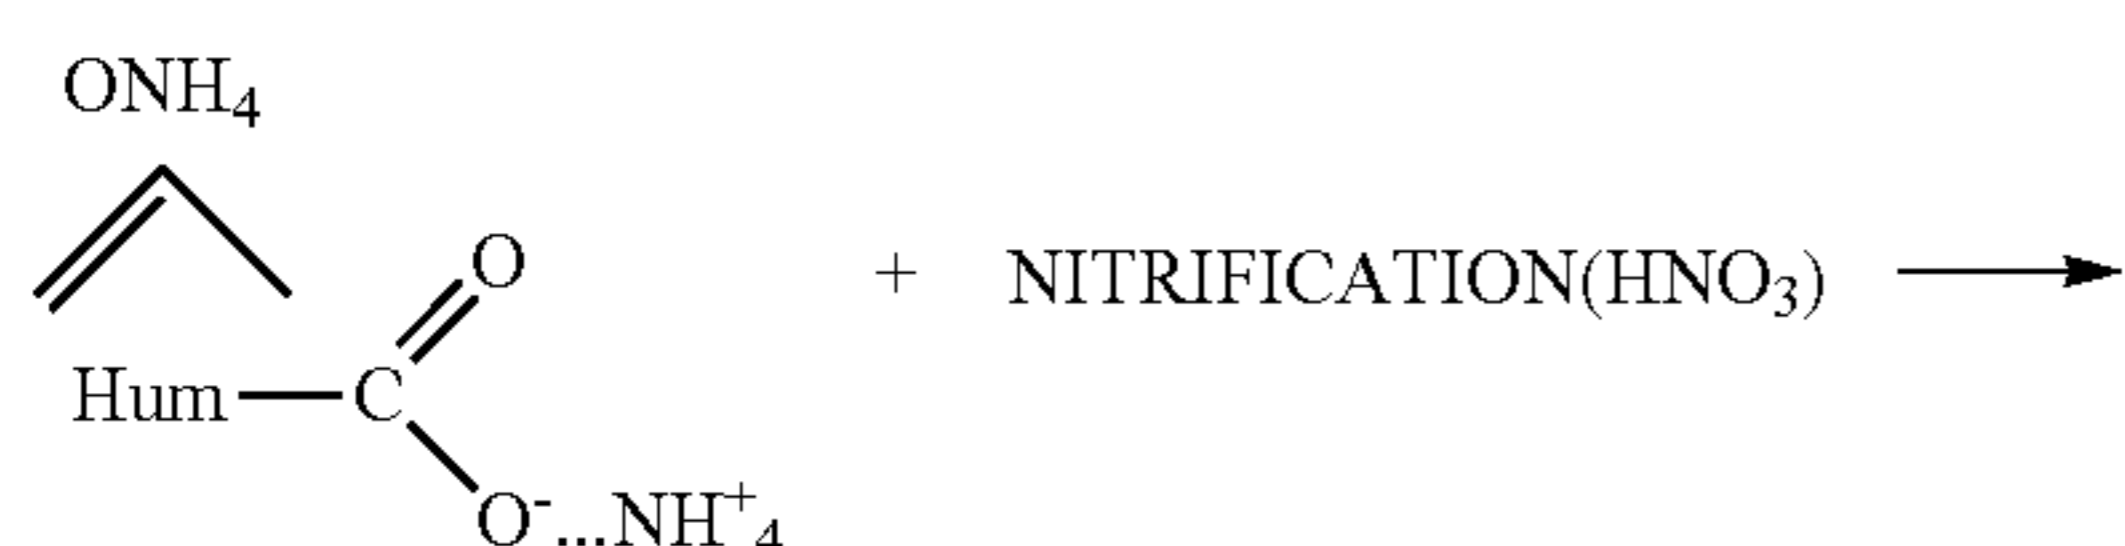 ONH4
O
+ NITRIFICATION(HNO3)
Hum C
O-...NH+4